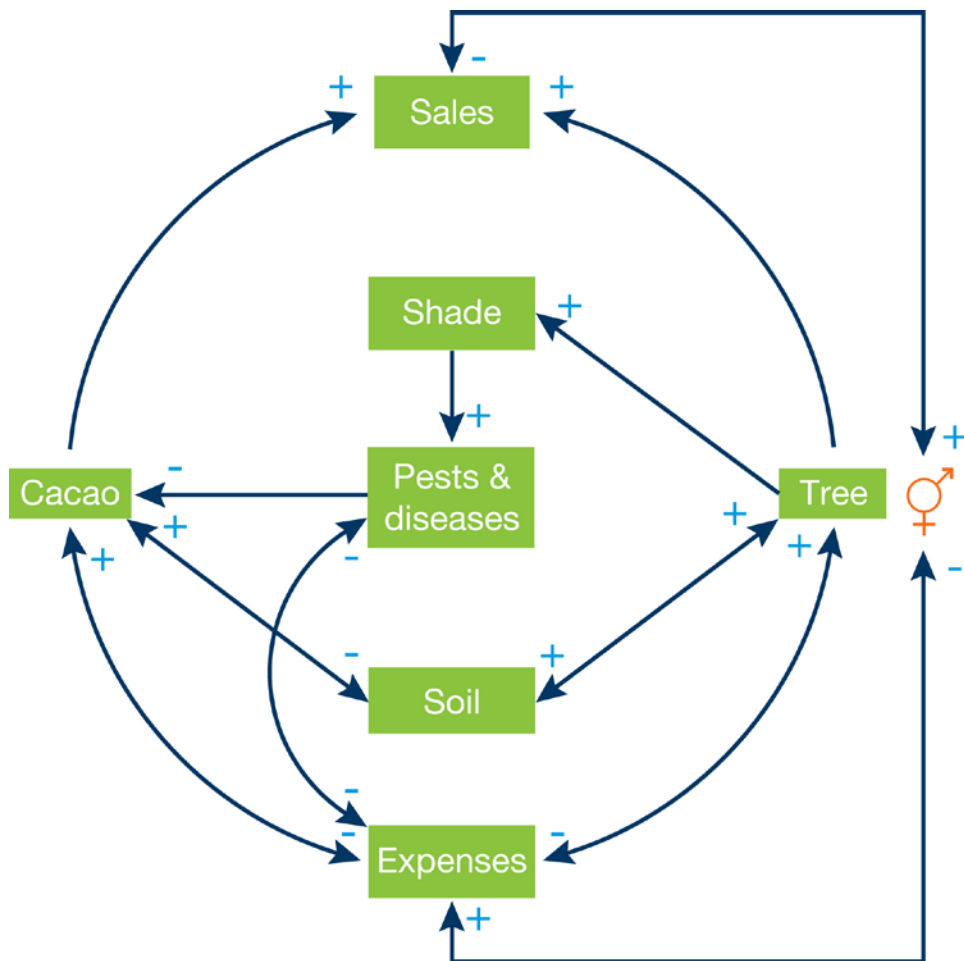 -
+ Sales +
Shade +
+
+
- Pests &
Cacao diseases Tree
+ +
+ - + -
- +
Soil
-
- -
Expenses
+